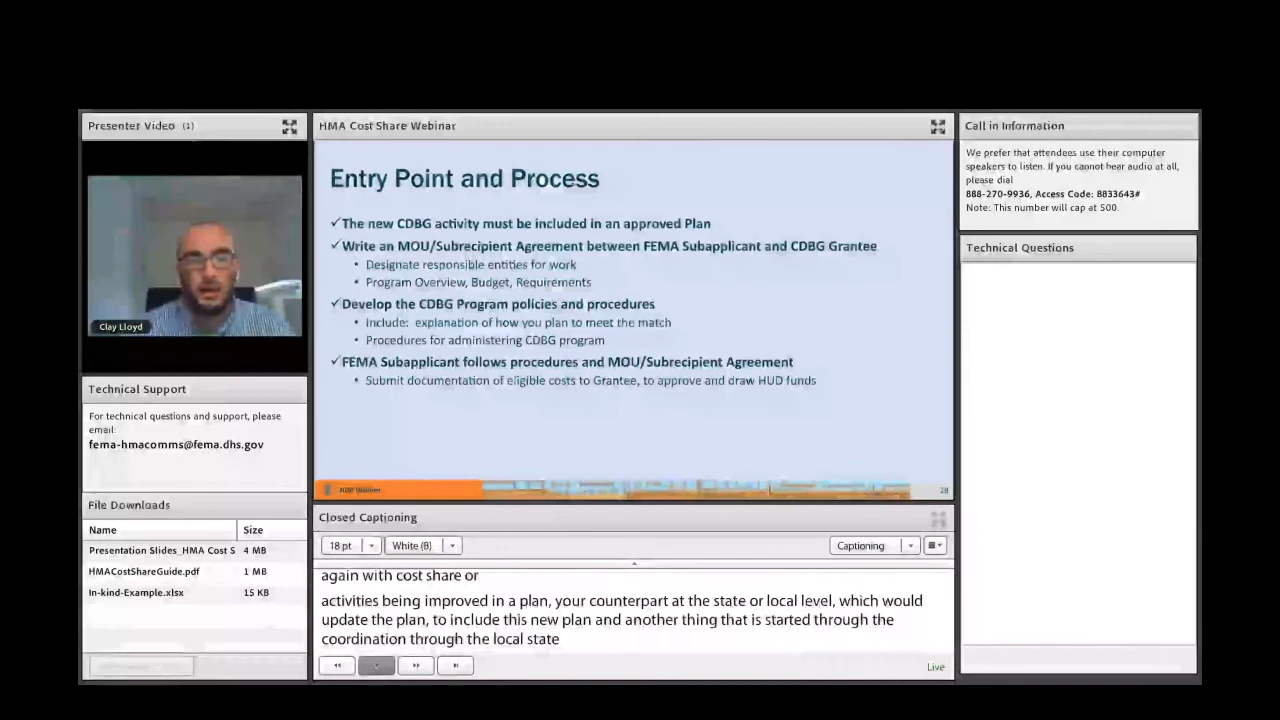 Presenter Video (1)
Clay Lloyd
Technical Support
For technical questions and support, please
email:
fema-hmacomms@fema.dhs.gov
File Downloads
Name Size
Presentation Slides_HMA Cost S 4 MB
HMACostShareGuide.pdf 1 MB
In-kind-Example.xlsx 15 KB
HMA Cost Share Webinar
Entry Point and Process
✓The new CDBG activity must be included in an approved Plan
✓Write an MOU/Subrecipient Agreement between FEMA Subapplicant and CDBG Grantee
• Designate responsible entities for work
• Program Overview, Budget, Requirements
✓Develop the CDBG Program policies and procedures
• Include: explanation of how you plan to meet the match
• Procedures for administering CDBG program
✓FEMA Subapplicant follows procedures and MOU/Subrecipient Agreement
• Submit documentation of eligible costs to Grantee, to approve and draw HUD funds
Webinar
Closed Captioning
18 pt White (B) Captioning
again with cost share or
activities being improved in a plan, your counterpart at the state or local level, which would
update the plan, to include this new plan and another thing that is started through the
coordination through the local state
Live
Call in Information
We prefer that attendees use their computer
speakers to listen. If you cannot hear audio at all,
please dial
888-270-9936, Access Code: 8833643#
Note: This number will cap at 500.
Technical Questions